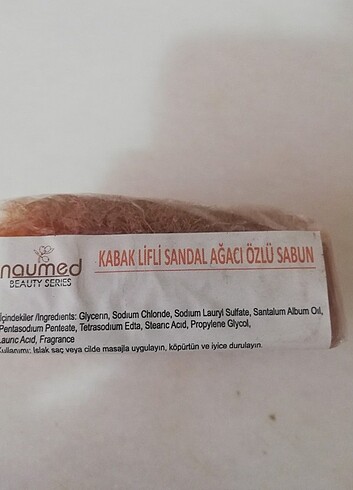 naumed
BEAUTY SERIES
KABAK LİFLİ SANDAL AĞACI ÖZLÜ SABUN
İçindekiler /Ingredients: Glycerin, Sodium Chloride, Sodium Lauryl Sulfate, Santalum Album Oil,
Pentasodium Penteate, Tetrasodium Edta, Stearic Acid, Propylene Glycol,
Lauric Acid, Fragrance
Kullanımı: Islak saç veya cilde masajla uygulayın, köpürtün ve iyice durulayın.